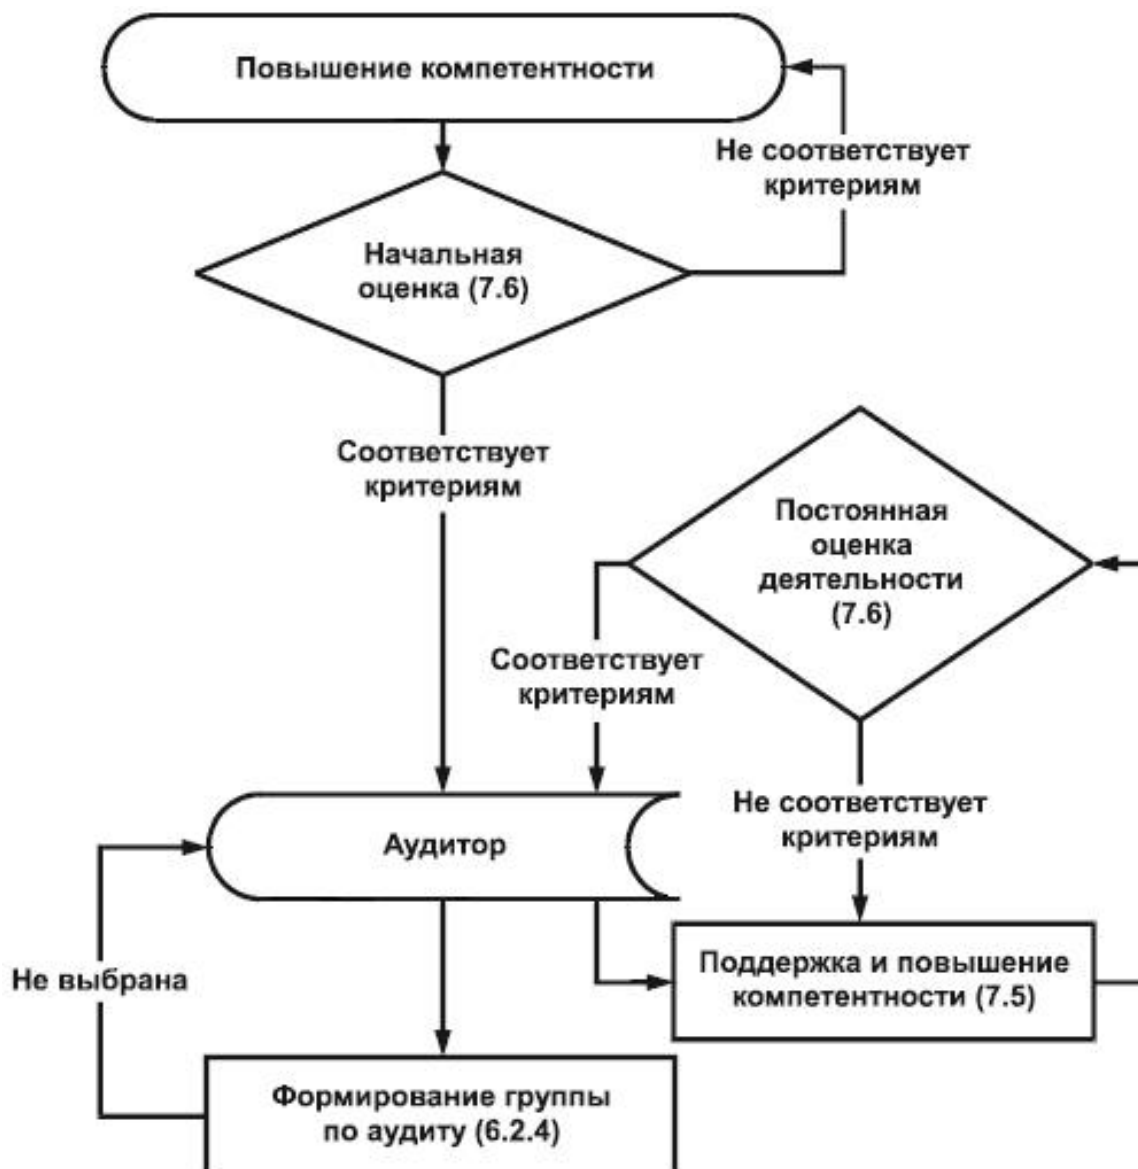 Повышение компетентности
Не соответствует
критериям
Начальная
оценка (7.6)
Соответствует
критериям
Постоянная
оценка
деятельности
(7.6)
Соответствует
критериям
Не соответствует
критериям
Аудитор
Не выбрана
Поддержка и повышение
компетентности (7.5)
Формирование группы
по аудиту (6.2.4)